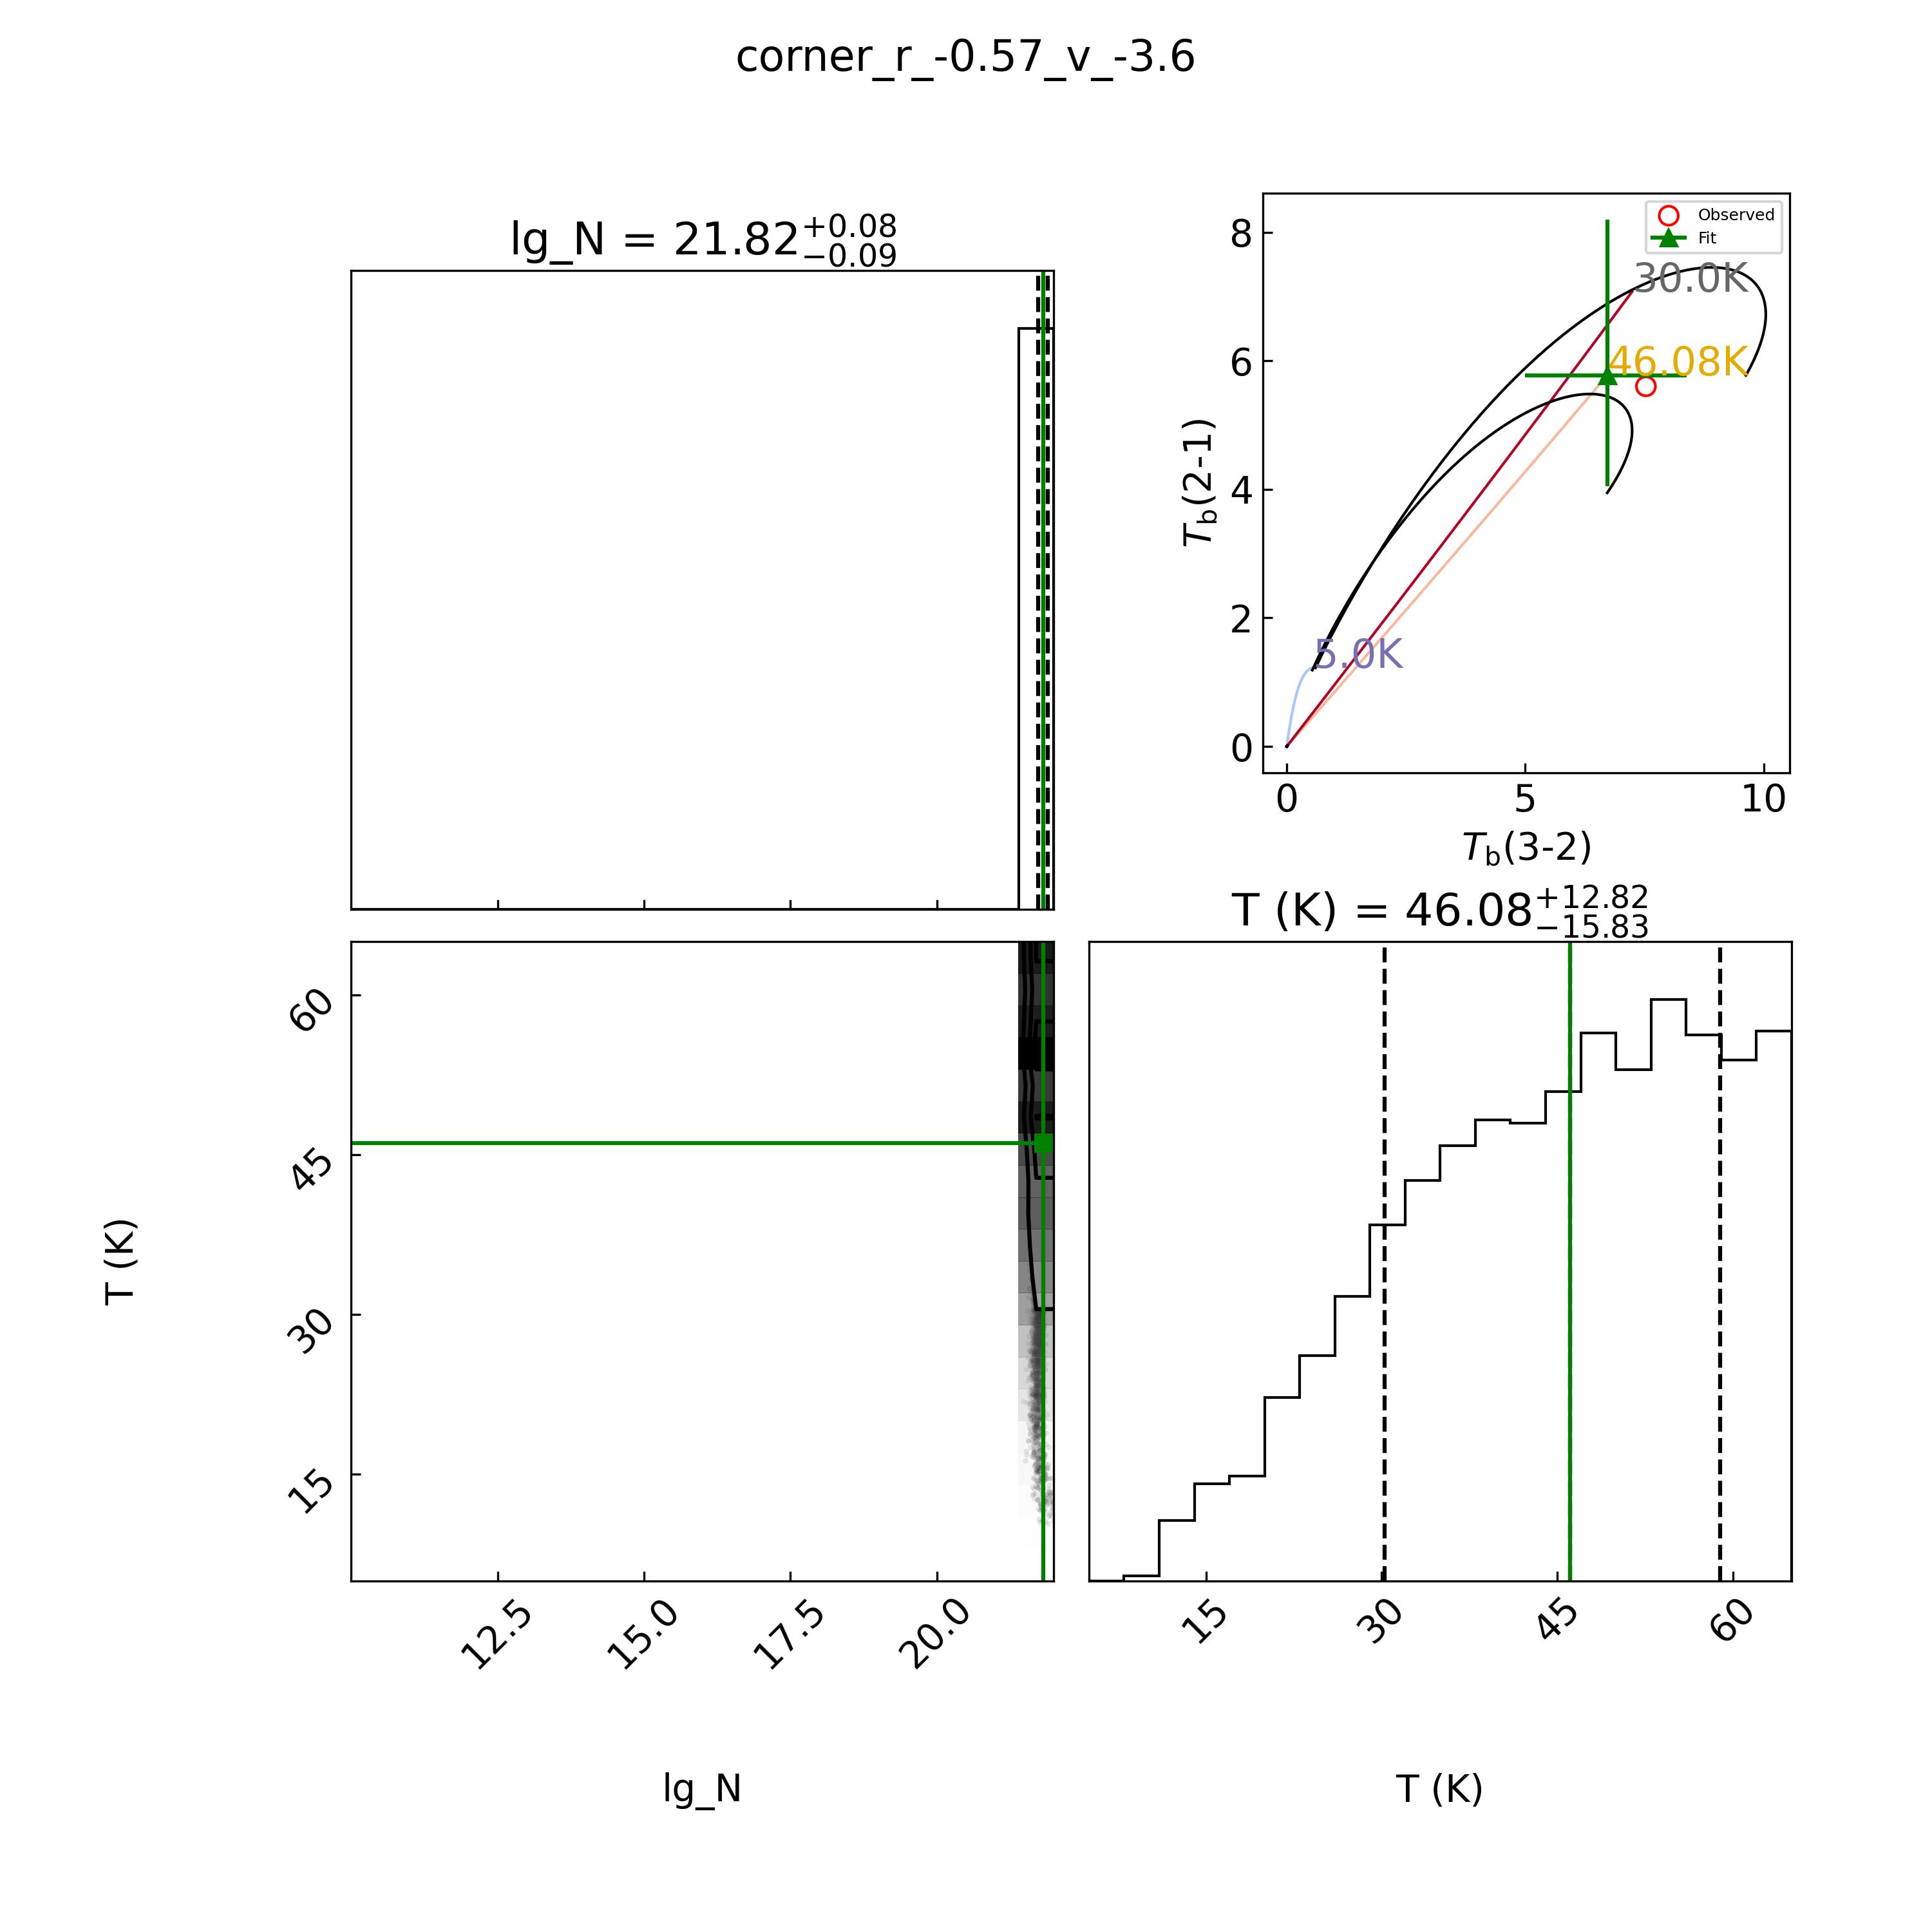 corner_r_-0.57_v_-3.6
lg_N = 21.82 +0.08 −0.09
8
6
4
2
0
T_b(2-1)
Observed
Fit
30.0K
46.08K
5.0K
0 5 10
T_b(3-2)
T (K) = 46.08 +12.82 −15.83
60
45
30
15
T (K)
12.5 15.0 17.5 20.0
lg_N
15 30 45 60
T (K)